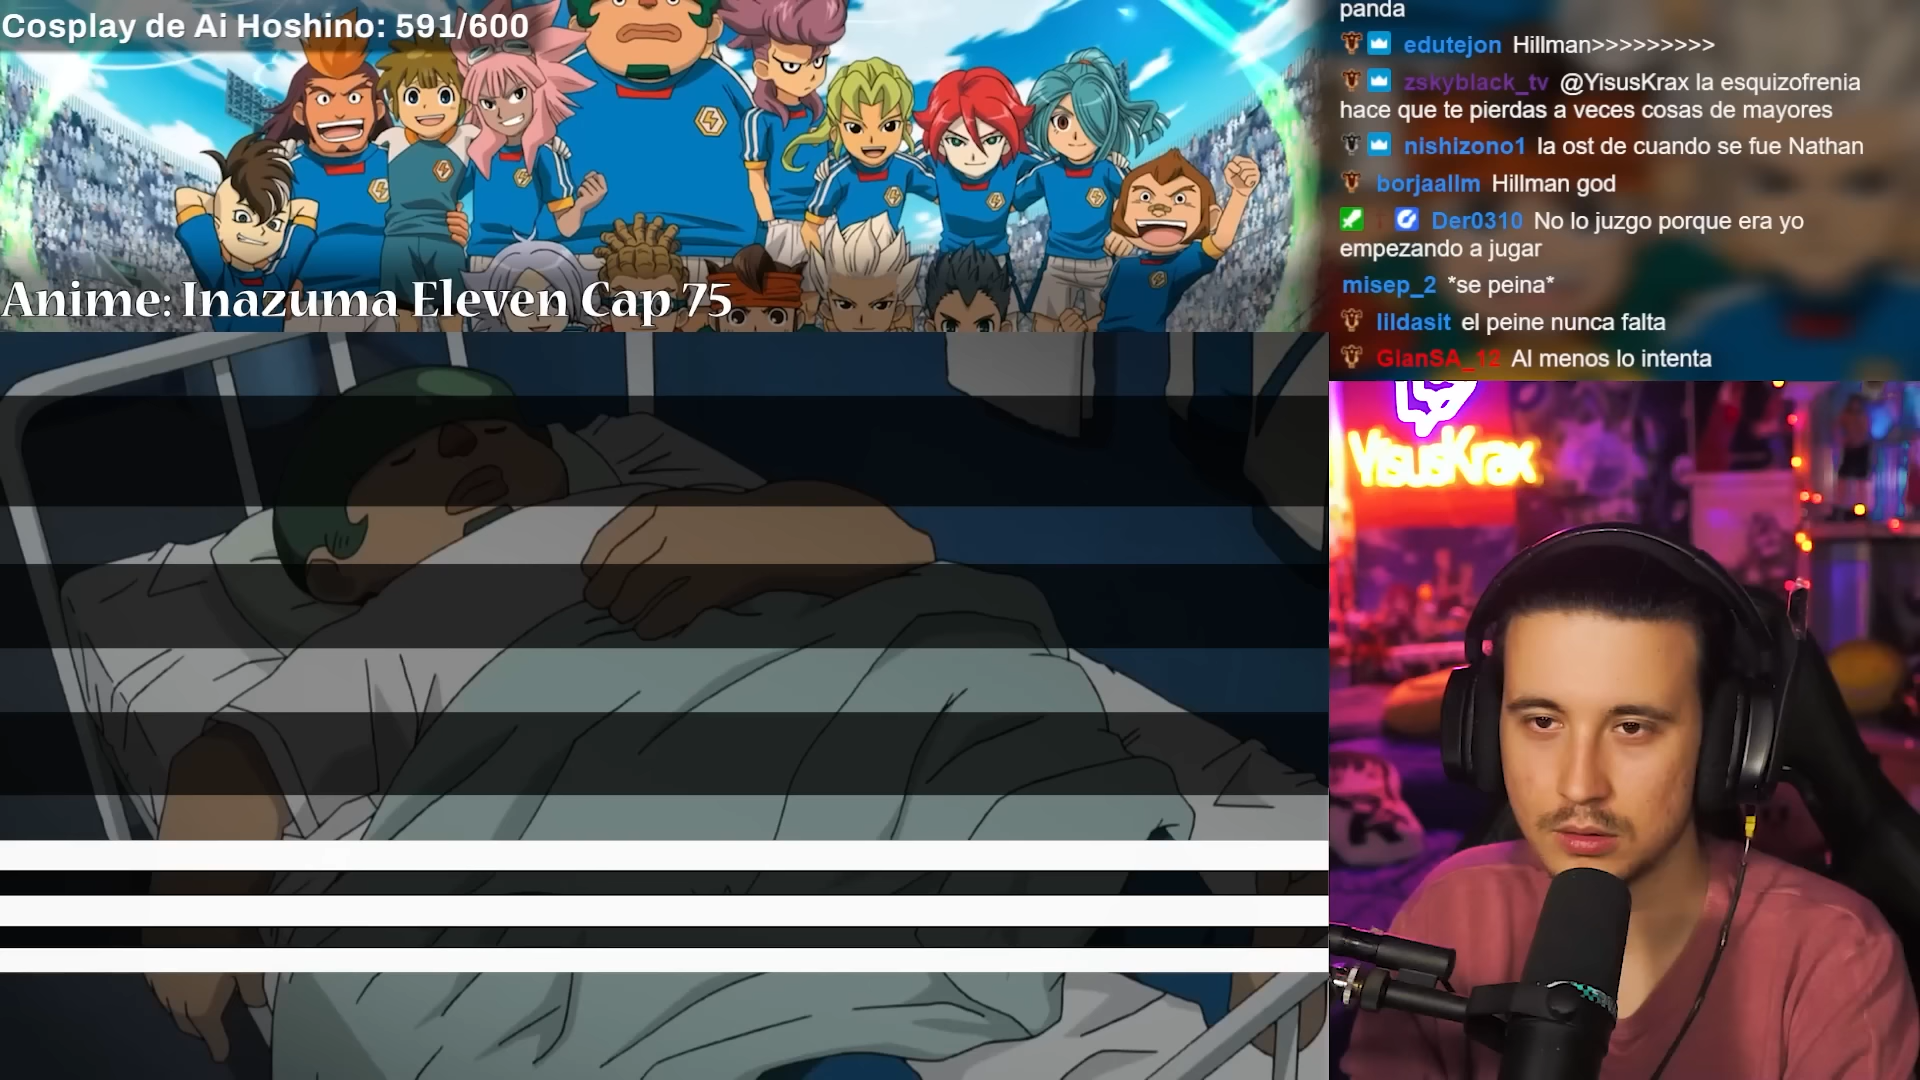 Cosplay de Ai Hoshino: 591/600
Anime: Inazuma Eleven Cap 75
panda
edutejon Hillman>>>>>>>>>
zskyblack_tv @YisusKrax la esquizofrenia
hace que te pierdas a veces cosas de mayores
nishizono1 la ost de cuando se fue Nathan
borjaallm Hillman god
Der0310 No lo juzgo porque era yo
empezando a jugar
misep_2 *se peina*
lildasit el peine nunca falta
GianSA_12 Al menos lo intenta
YisusKrax